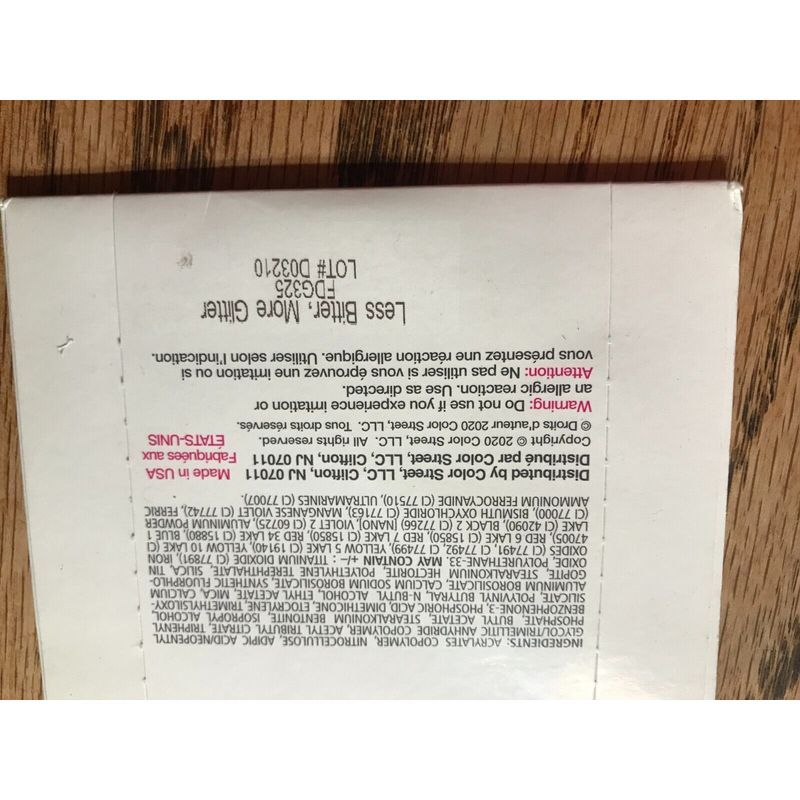 INGREDIENTS: ACRYLATES COPOLYMER, NITROCELLULOSE, ADIPIC ACID/NEOPENTYL
GLYCOL/TRIMELLITIC ANHYDRIDE COPOLYMER, ACETYL TRIBUTYL CITRATE, TRIPHENYL
PHOSPHATE, BUTYL ACETATE, STEARALKONIUM BENTONITE, ISOPROPYL ALCOHOL,
BENZOPHENONE-3, PHOSPHORIC ACID, DIMETHICONE, ETOCRYLENE, TRIMETHYLSILOXY-
SILICATE, POLYVINYL BUTYRAL, N-BUTYL ALCOHOL, ETHYL ACETATE, MICA, CALCIUM
ALUMINUM BOROSILICATE, CALCIUM SODIUM BOROSILICATE, SYNTHETIC FLUORPHLO-
GOPITE, STEARALKONIUM HECTORITE, POLYETHYLENE TEREPHTHALATE, SILICA, TIN
OXIDE, POLYURETHANE-33. MAY CONTAIN +/- : TITANIUM DIOXIDE (CI 77891), IRON
OXIDES (CI 77491, CI 77492, CI 77499), YELLOW 5 LAKE (CI 19140), YELLOW 10 LAKE (CI
47005), RED 6 LAKE (CI 15850), RED 7 LAKE (CI 15850), RED 34 LAKE (CI 15880), BLUE 1
LAKE (CI 42090), BLACK 2 (CI 77266) [NANO], VIOLET 2 (CI 60725), ALUMINUM POWDER
(CI 77000), BISMUTH OXYCHLORIDE (CI 77163), MANGANESE VIOLET (CI 77742), FERRIC
AMMONIUM FERROCYANIDE (CI 77510), ULTRAMARINES (CI 77007).
Distributed by Color Street, LLC, Clifton, NJ 07011
Distribué par Color Street, LLC, Clifton, NJ 07011
Made in USA
Fabriquées aux
ÉTATS-UNIS
Copyright © 2020 Color Street, LLC. All rights reserved.
© Droits d'auteur 2020 Color Street, LLC. Tous droits réservés.
Warning: Do not use if you experience irritation or
an allergic reaction. Use as directed.
Attention: Ne pas utiliser si vous éprouvez une irritation ou si
vous présentez une réaction allergique. Utiliser selon l'indication.
Less Bitter, More Glitter
FDG325
LOT# D03210